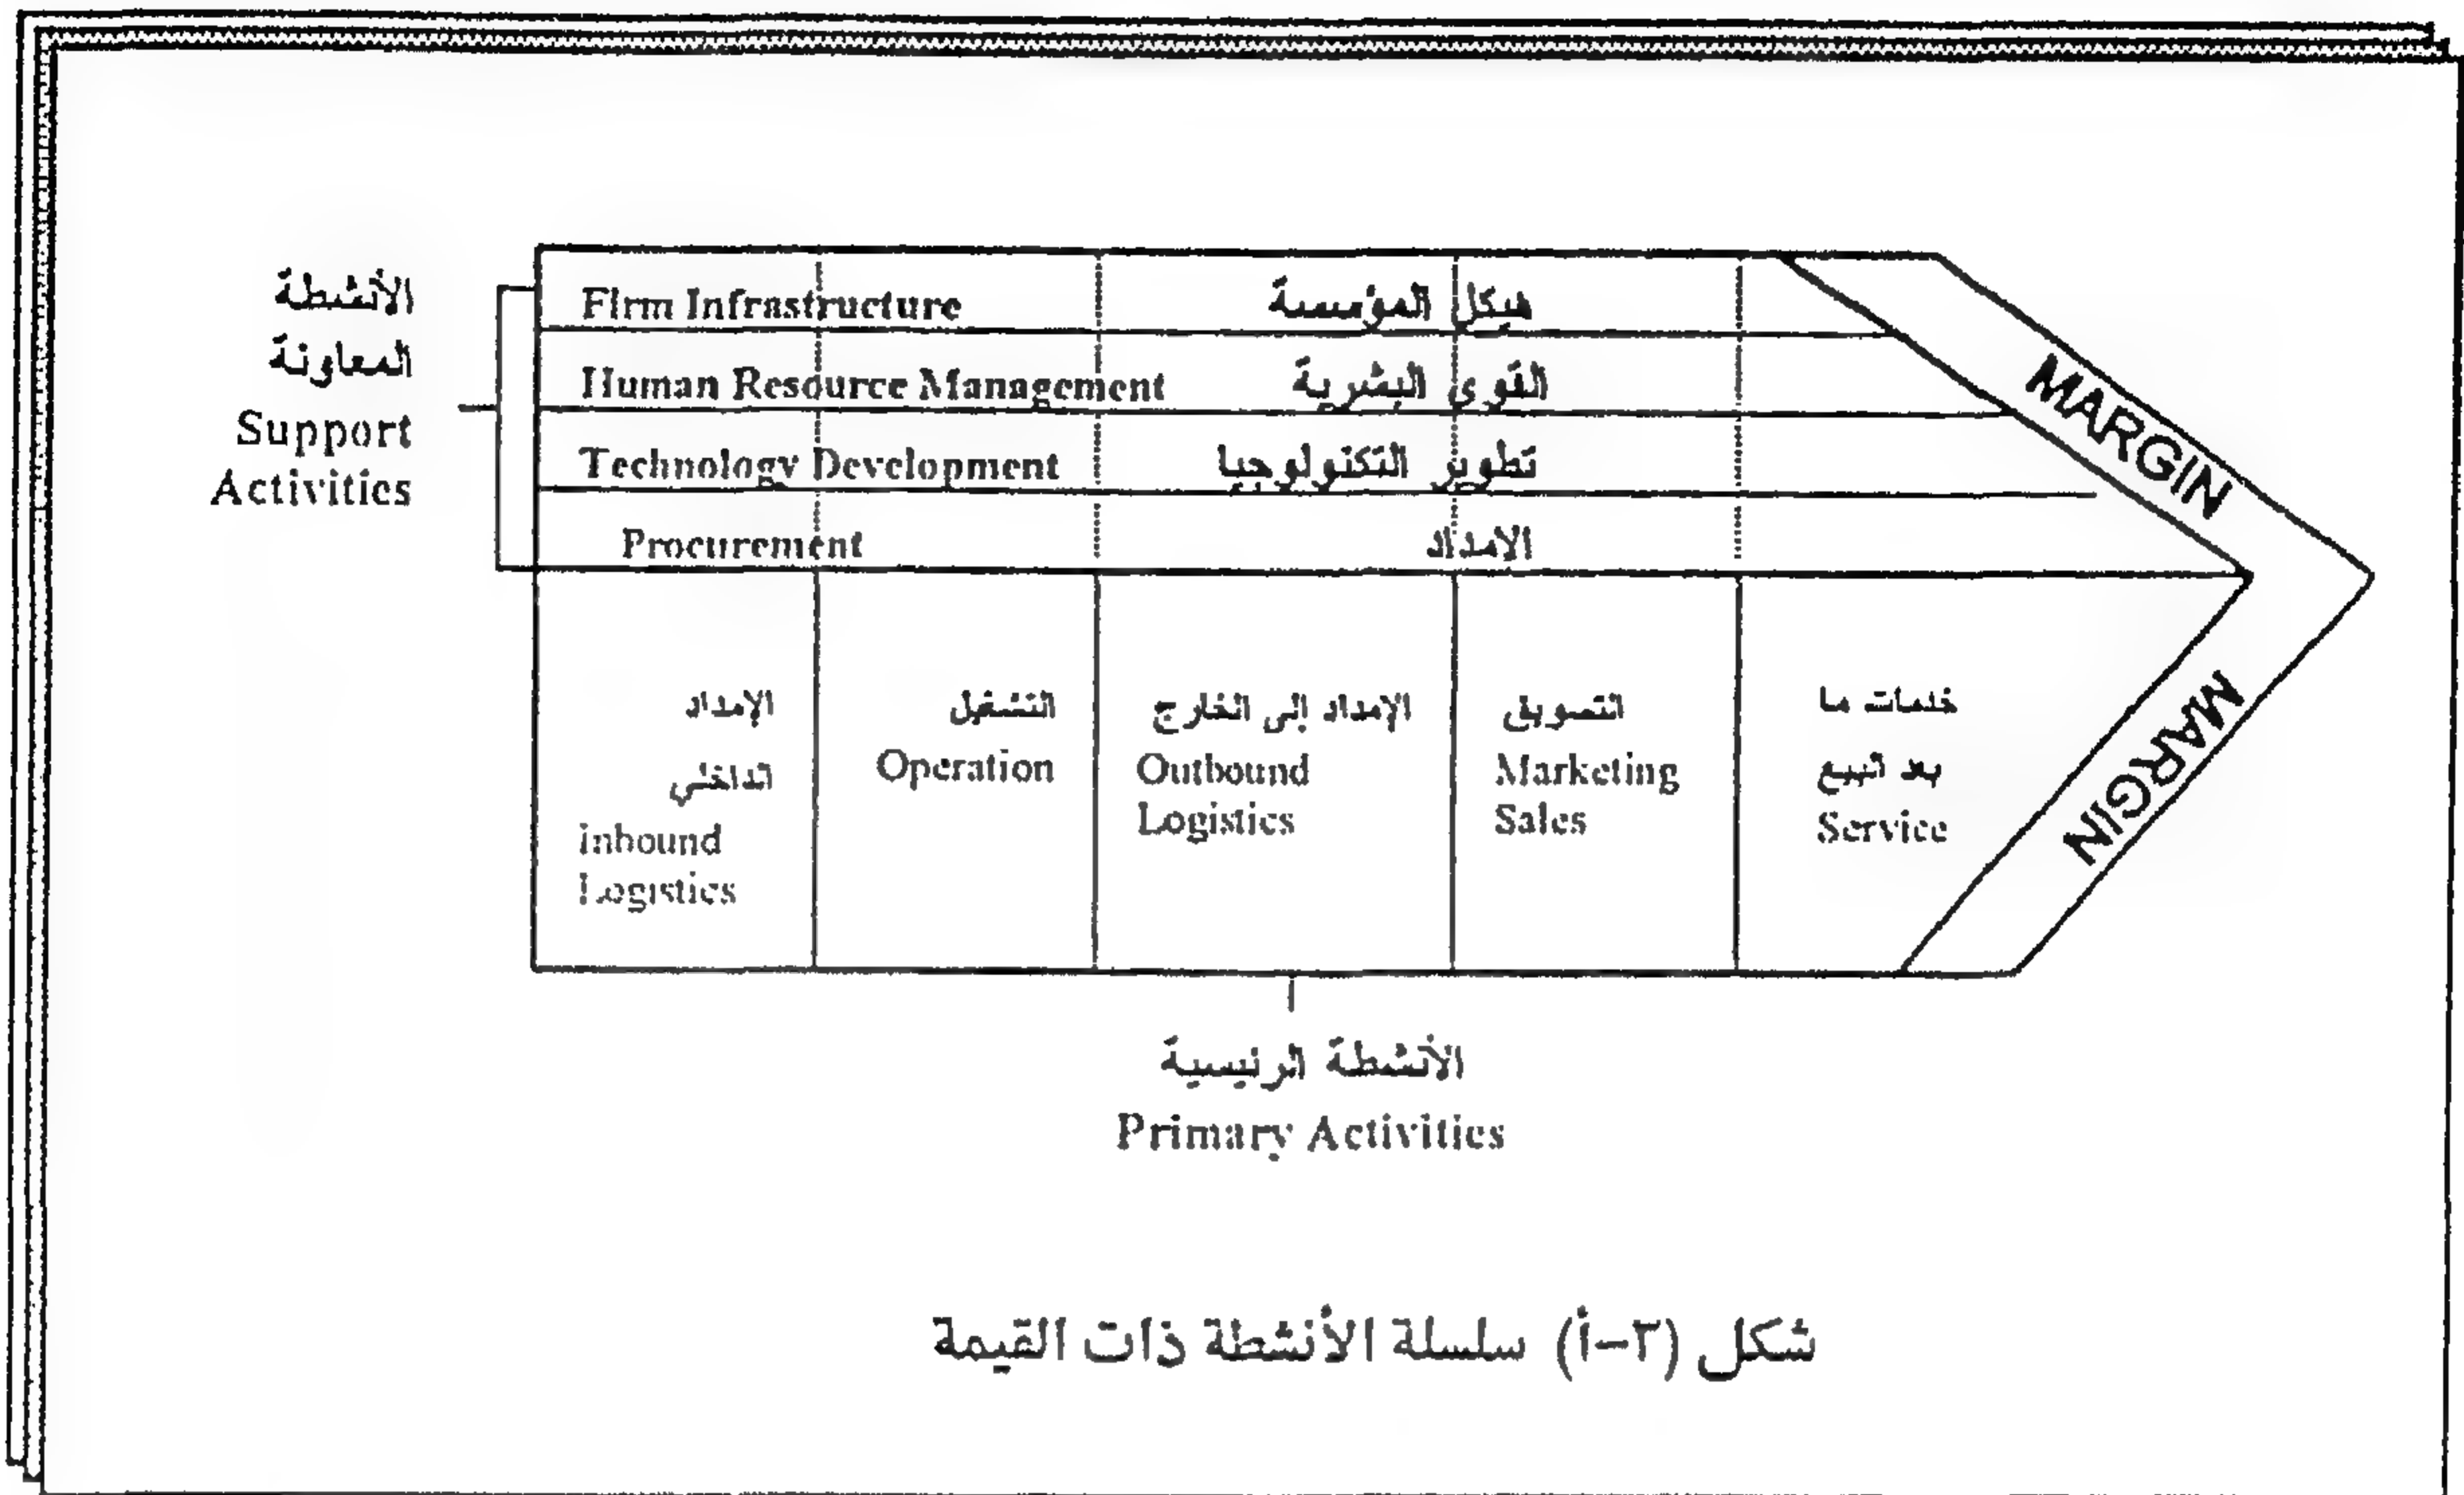 الأنشطة
المعاونة
Support
Activities
Firm Infrastructure هيكل المؤسسة
Human Resource Management القوى البشرية
Technology Development تطوير التكنولوجيا
Procurement الامداد
MARGIN
الإمداد
الداخلي
Inbound
Logistics
التشغيل
Operation
الإمداد إلى الخارج
Outbound
Logistics
التسويق
Marketing
Sales
خدمات ما
بعد البيع
Service
MARGIN
الأنشطة الرئيسية
Primary Activities
شكل (٣-أ) سلسلة الأنشطة ذات القيمة